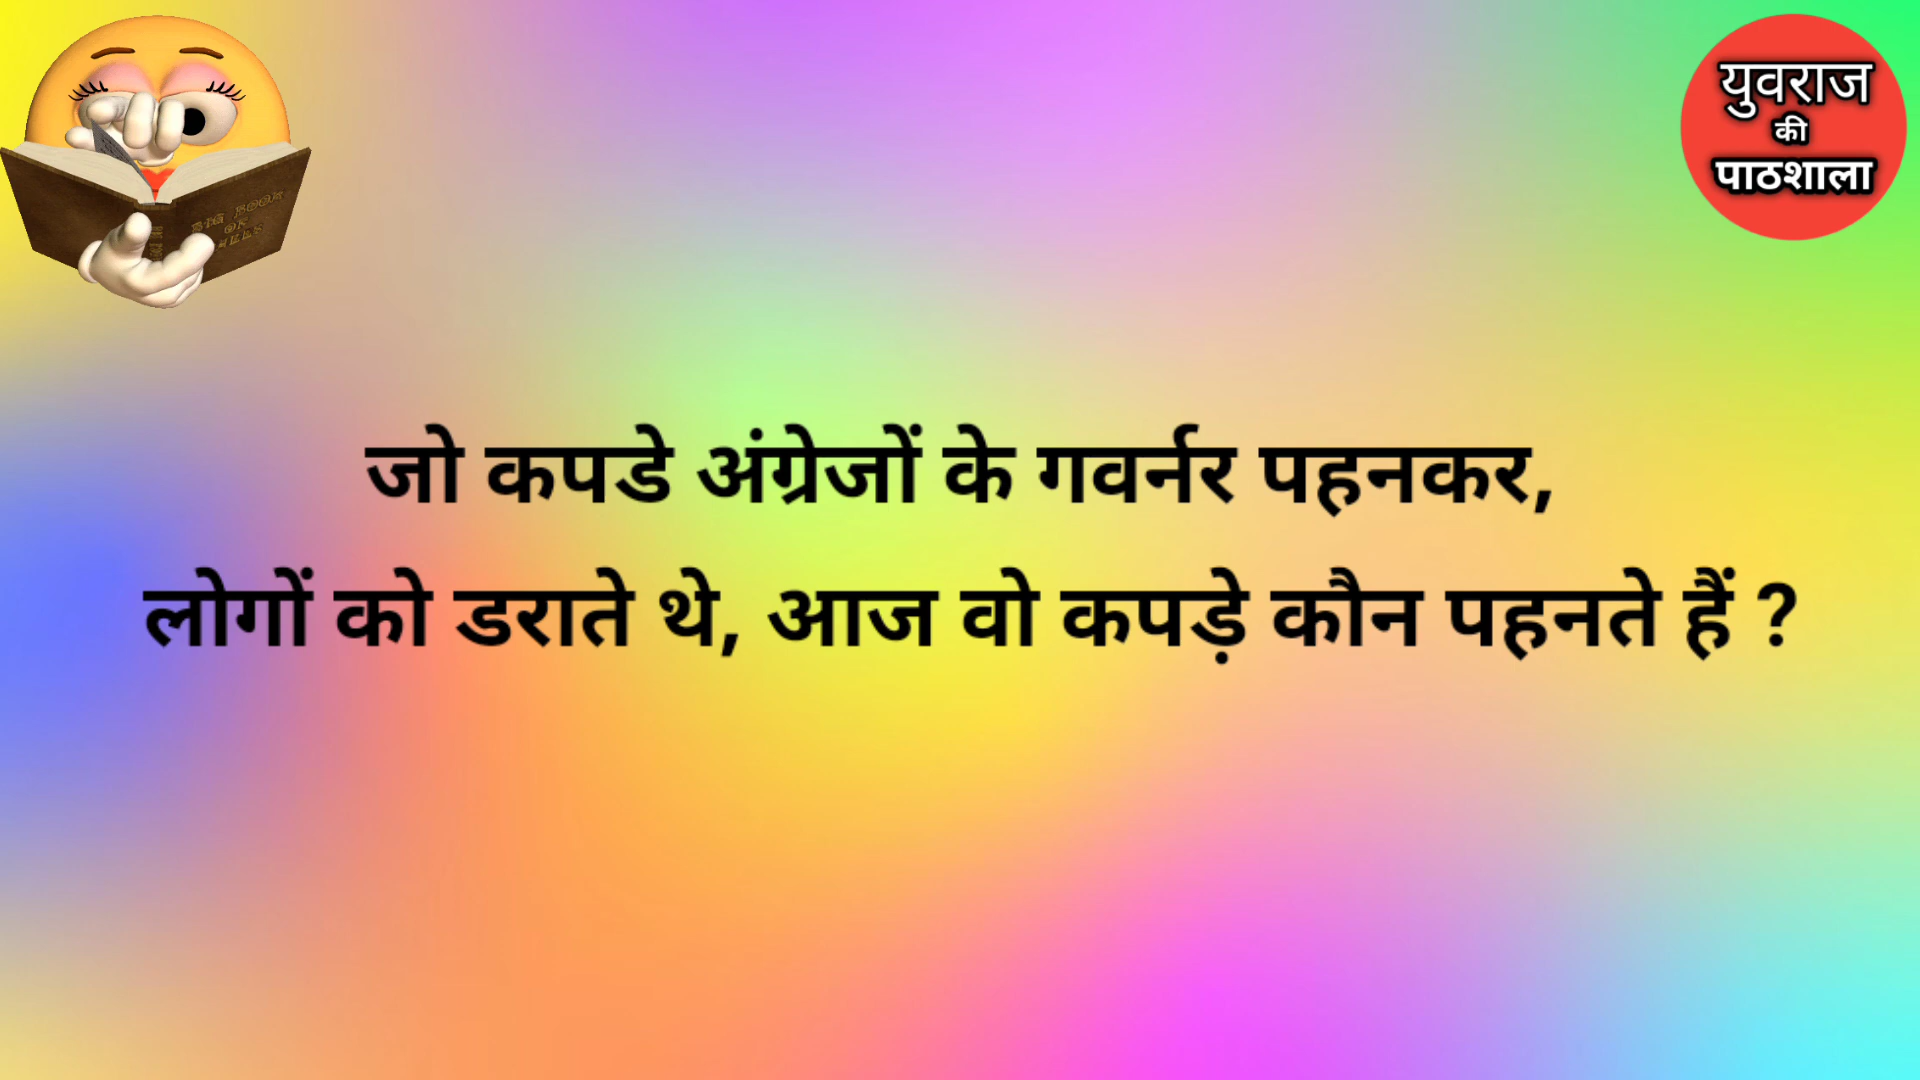 युवराज
की
पाठशाला
जो कपडे अंग्रेजों के गवर्नर पहनकर,
लोगों को डराते थे, आज वो कपड़े कौन पहनते हैं ?